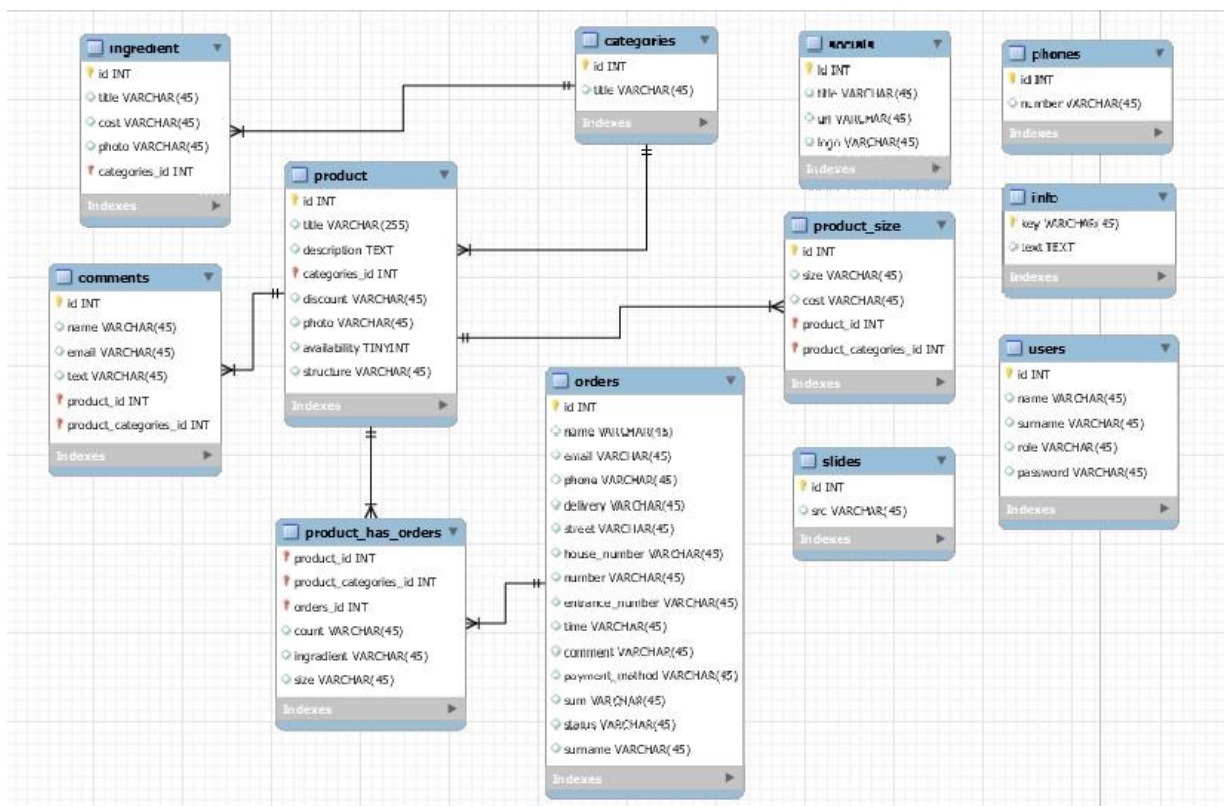 ingredient
id INT
title VARCHAR(45)
cost VARCHAR(45)
photo VARCHAR(45)
categories_id INT
Indexes
categories
id INT
title VARCHAR(45)
Indexes
socials
id INT
title VARCHAR(45)
url VARCHAR(45)
logo VARCHAR(45)
Indexes
phones
id INT
number VARCHAR(45)
Indexes
product
id INT
title VARCHAR(255)
description TEXT
categories_id INT
discount VARCHAR(45)
photo VARCHAR(45)
availability TINYINT
structure VARCHAR(45)
Indexes
info
key VARCHAR(45)
text TEXT
Indexes
product_size
id INT
size VARCHAR(45)
cost VARCHAR(45)
product_id INT
product_categories_id INT
Indexes
comments
id INT
name VARCHAR(45)
email VARCHAR(45)
text VARCHAR(45)
product_id INT
product_categories_id INT
Indexes
users
id INT
name VARCHAR(45)
surname VARCHAR(45)
role VARCHAR(45)
password VARCHAR(45)
Indexes
orders
id INT
name VARCHAR(45)
email VARCHAR(45)
phone VARCHAR(45)
delivery VARCHAR(45)
street VARCHAR(45)
house_number VARCHAR(45)
number VARCHAR(45)
entrance_number VARCHAR(45)
time VARCHAR(45)
comment VARCHAR(45)
payment_method VARCHAR(45)
sum VARCHAR(45)
status VARCHAR(45)
surname VARCHAR(45)
Indexes
slides
id INT
src VARCHAR(45)
Indexes
product_has_orders
product_id INT
product_categories_id INT
orders_id INT
count VARCHAR(45)
ingradient VARCHAR(45)
size VARCHAR(45)
Indexes